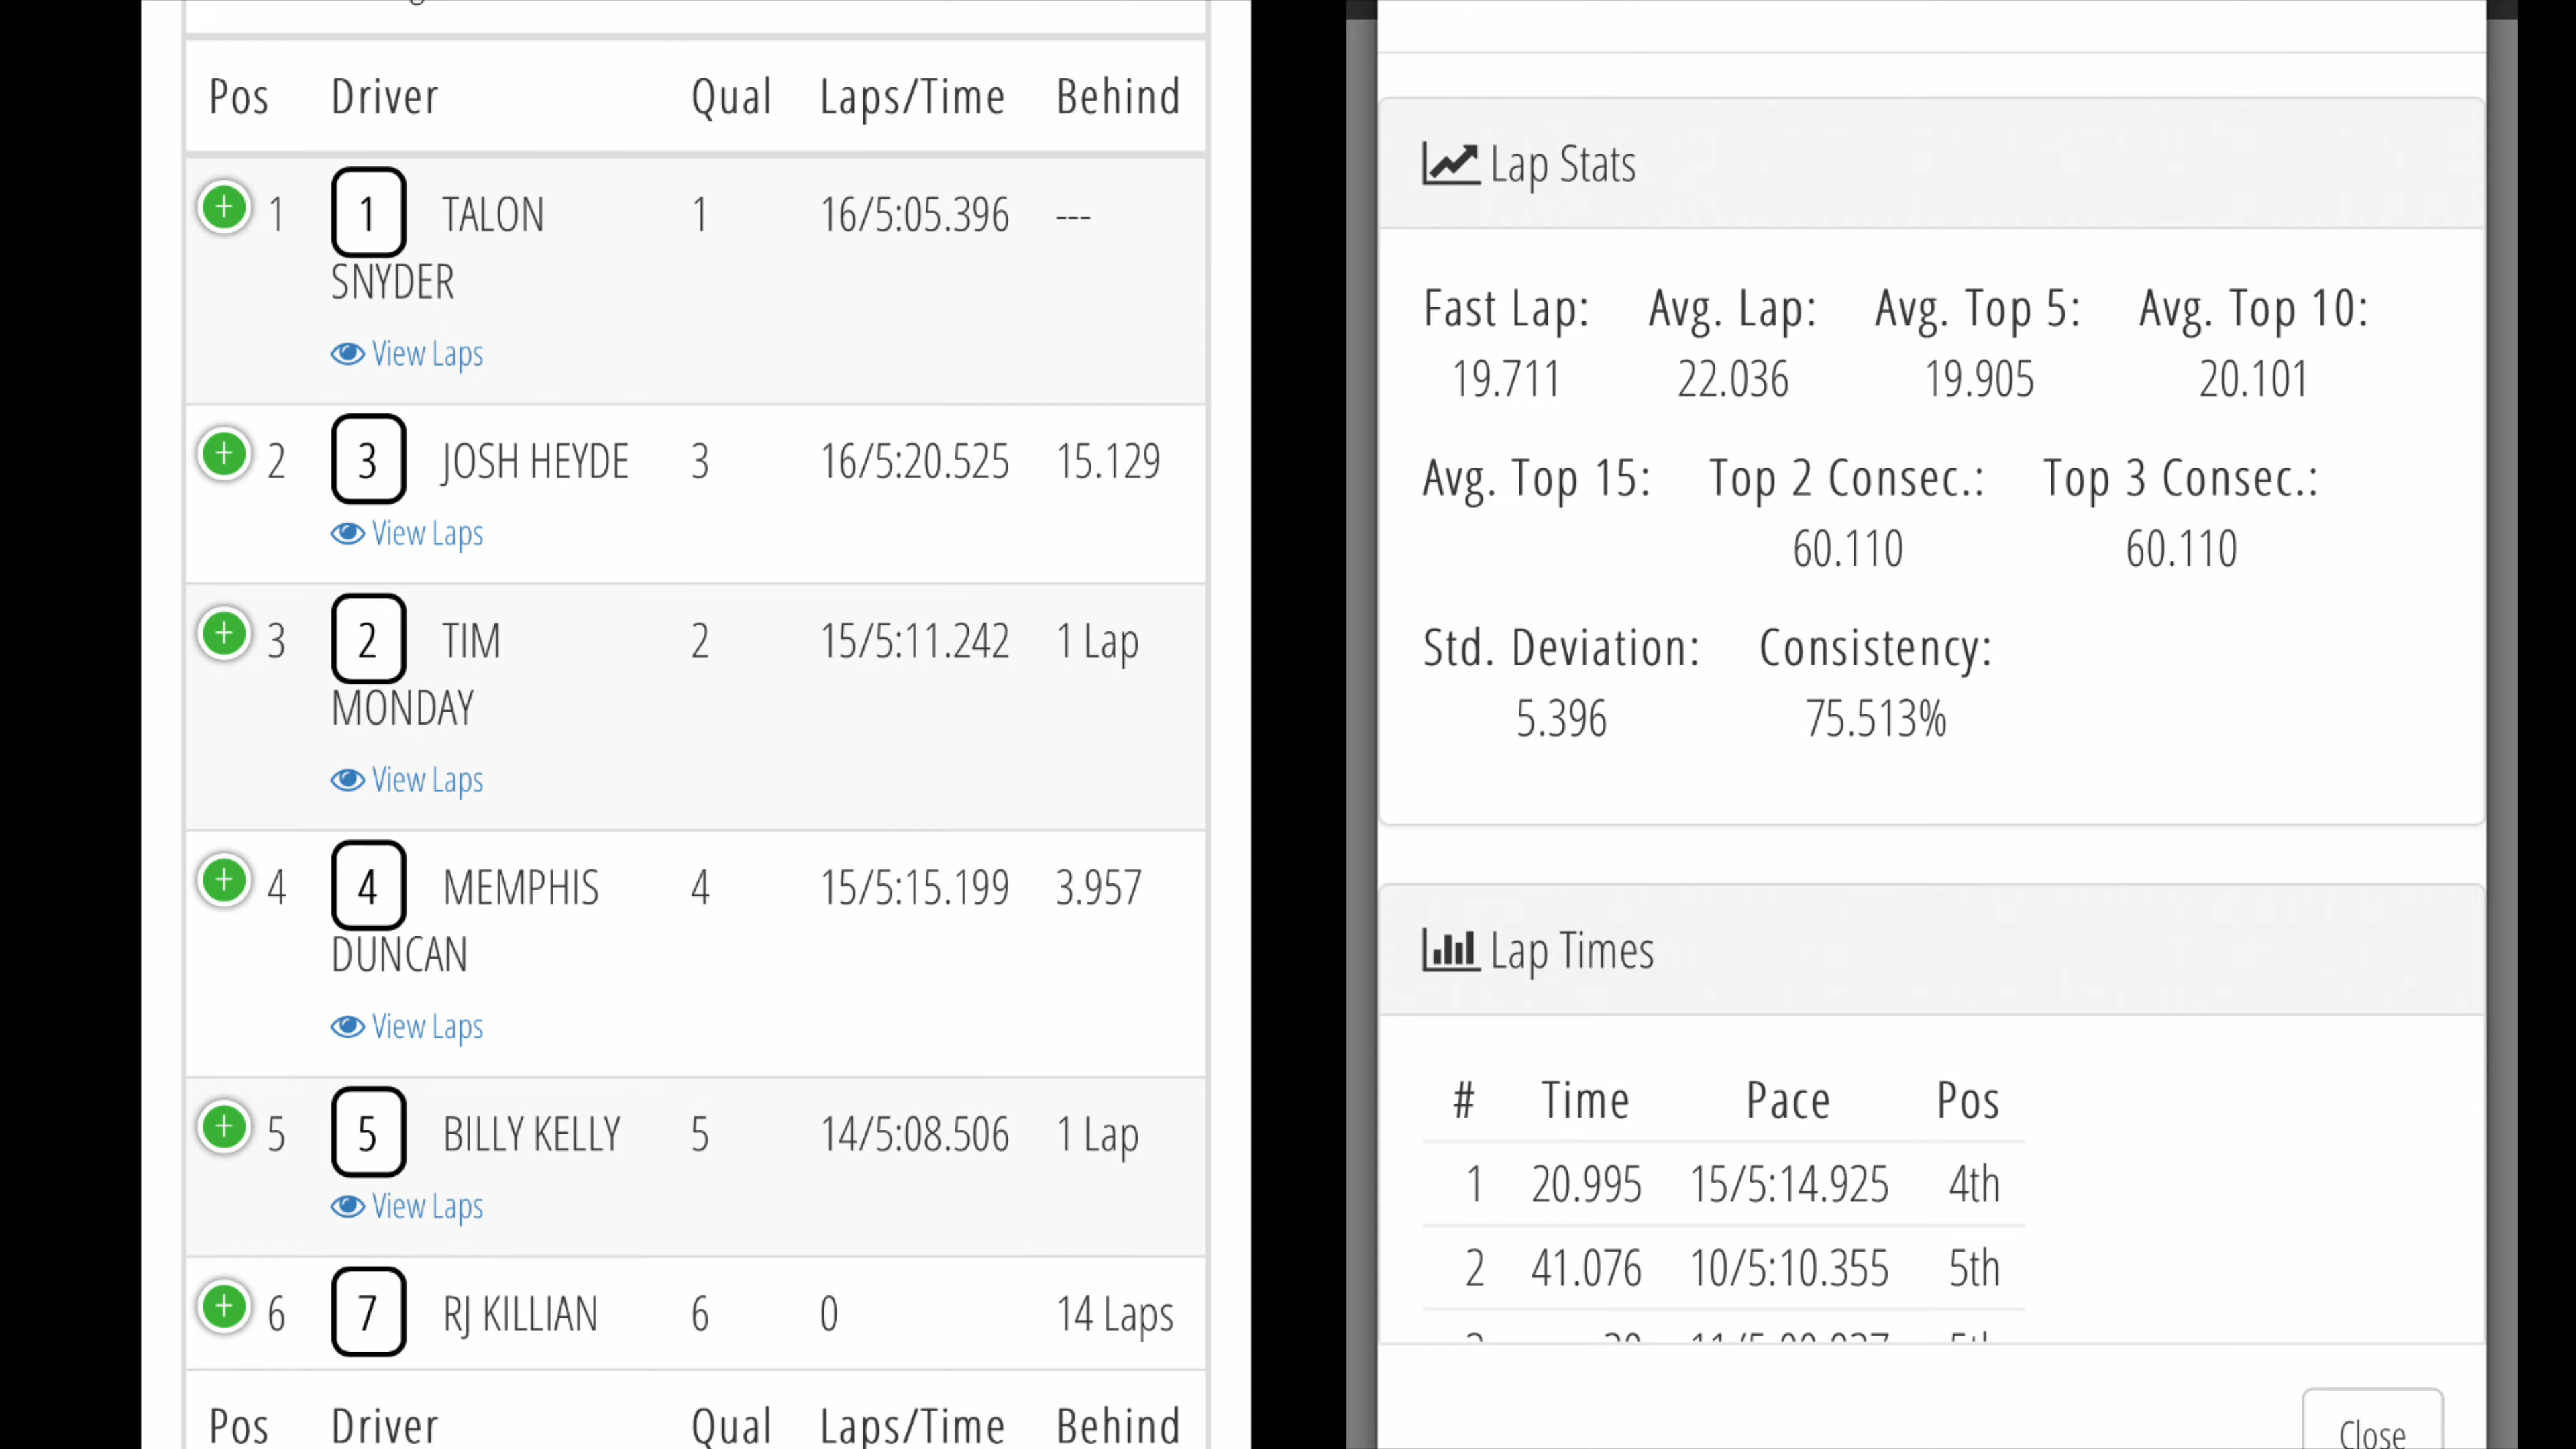 Pos Driver Qual Laps/Time Behind
1 1 TALON SNYDER 1 16/5:05.396 ---
View Laps
2 3 JOSH HEYDE 3 16/5:20.525 15.129
View Laps
3 2 TIM MONDAY 2 15/5:11.242 1 Lap
View Laps
4 4 MEMPHIS DUNCAN 4 15/5:15.199 3.957
View Laps
5 5 BILLY KELLY 5 14/5:08.506 1 Lap
View Laps
6 7 RJ KILLIAN 6 0 14 Laps
Pos Driver Qual Laps/Time Behind
Lap Stats
Fast Lap: Avg. Lap: Avg. Top 5: Avg. Top 10:
19.711 22.036 19.905 20.101
Avg. Top 15: Top 2 Consec.: Top 3 Consec.:
60.110 60.110
Std. Deviation: Consistency:
5.396 75.513%
Lap Times
# Time Pace Pos
1 20.995 15/5:14.925 4th
2 41.076 10/5:10.355 5th
Close